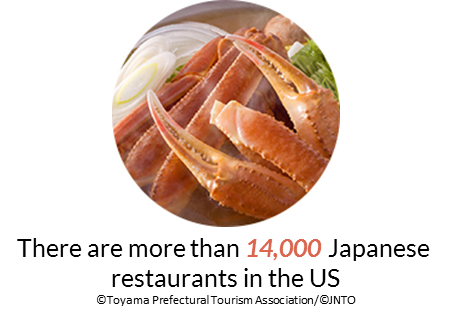 There are more than 14,000 Japanese
restaurants in the US
©Toyama Prefectural Tourism Association/©JNTO